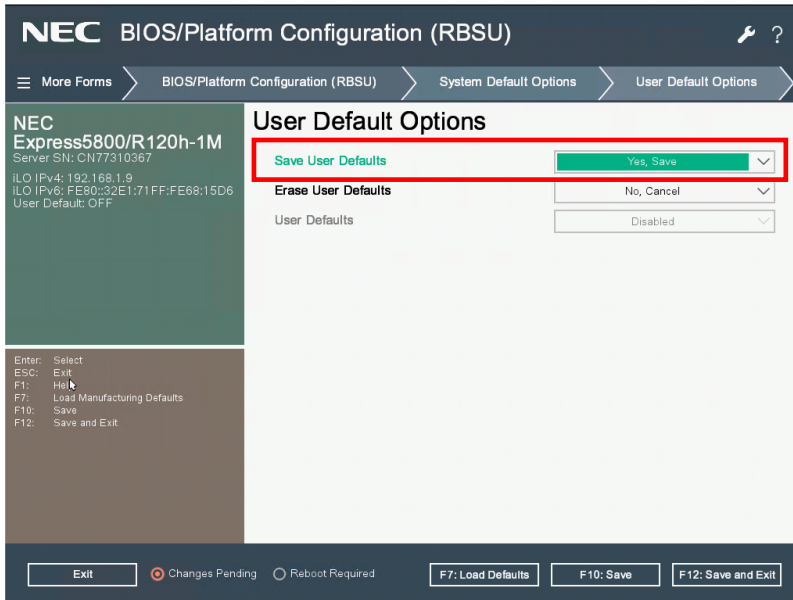 NEC BIOS/Platform Configuration (RBSU) ?
More Forms BIOS/Platform Configuration (RBSU) System Default Options User Default Options
NEC
Express5800/R120h-1M
Server SN: CN77310367
iLO IPv4: 192.168.1.9
iLO IPv6: FE80::32E1:71FF:FE68:15D6
User Default: OFF
User Default Options
Save User Defaults Yes, Save
Erase User Defaults No, Cancel
User Defaults Disabled
Enter: Select
ESC: Exit
F1: Help
F7: Load Manufacturing Defaults
F10: Save
F12: Save and Exit
Exit Changes Pending Reboot Required F7: Load Defaults F10: Save F12: Save and Exit